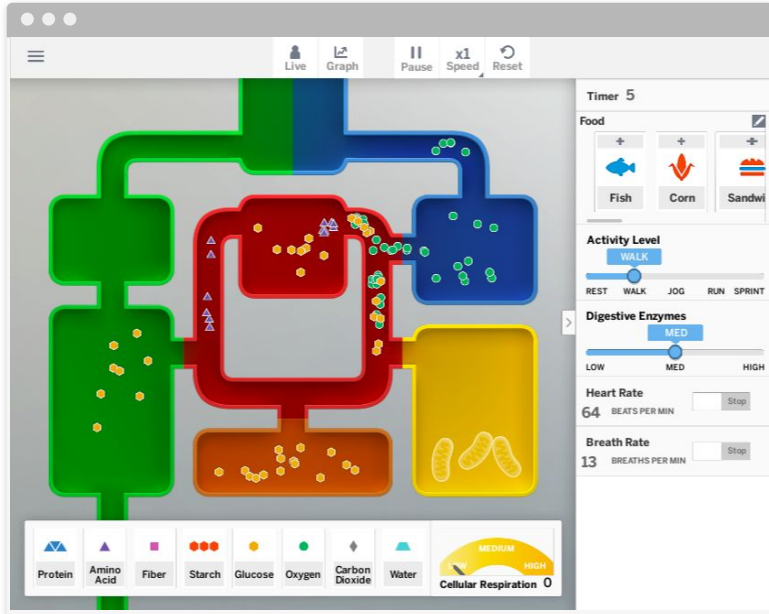 Live
Graph
Pause
x1
Speed
Reset
Timer 5
Food
Fish
Corn
Sandwi
Activity Level
WALK
REST WALK JOG RUN SPRINT
Digestive Enzymes
MED
LOW MED HIGH
Heart Rate
64 BEATS PER MIN
Stop
Breath Rate
13 BREATHS PER MIN
Stop
Protein
Amino
Acid
Fiber
Starch
Glucose
Oxygen
Carbon
Dioxide
Water
LOW MEDIUM HIGH
Cellular Respiration 0